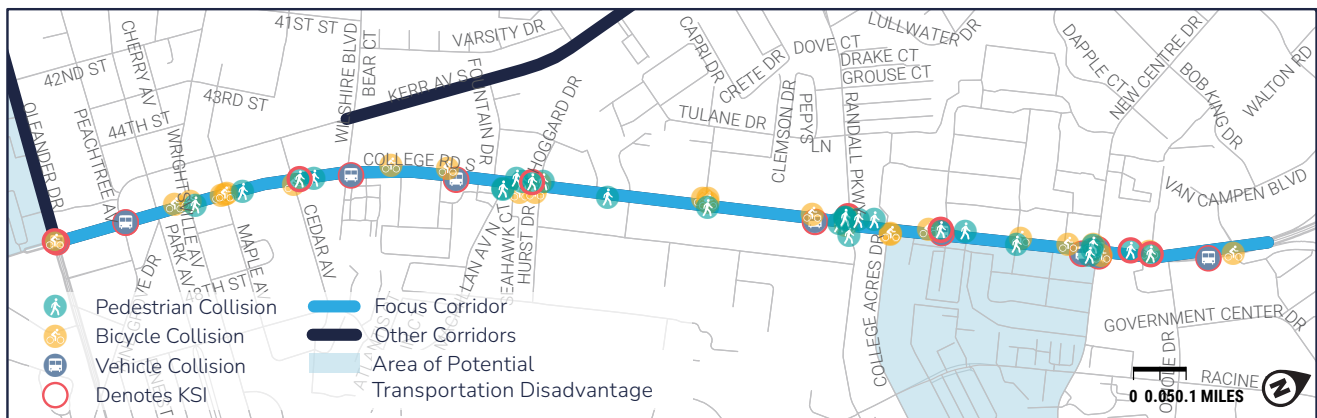 41ST ST
42ND ST
CHERRY AV
43RD ST
44TH ST
OLEANDER DR
PEACHTREE AV
WRIGHTSVILLE AV
PARK AV
MAPLE AV
CEDAR AV
WILSHIRE BLVD
BEAR CT
KERR AV S
VARSITY DR
FOUNTAIN DR
COLLEGE RD S
HOGGARD DR
SEAHAWK CT
HURST DR
CAPRI DR
CRETE DR
TULANE DR
DOVE CT
DRAKE CT
GROUSE CT
LULLWATER DR
CLEMSON DR
PEPYS
LN
RANDALL PKWY
COLLEGE ACRES DR
DAPPLE CT
NEW CENTRE DR
BOB KING DR
WALTON RD
VAN CAMPEN BLVD
GOVERNMENT CENTER DR
RACINE
Pedestrian Collision
Bicycle Collision
Vehicle Collision
Denotes KSI
Focus Corridor
Other Corridors
Area of Potential
Transportation Disadvantage
0 0.050.1 MILES
N